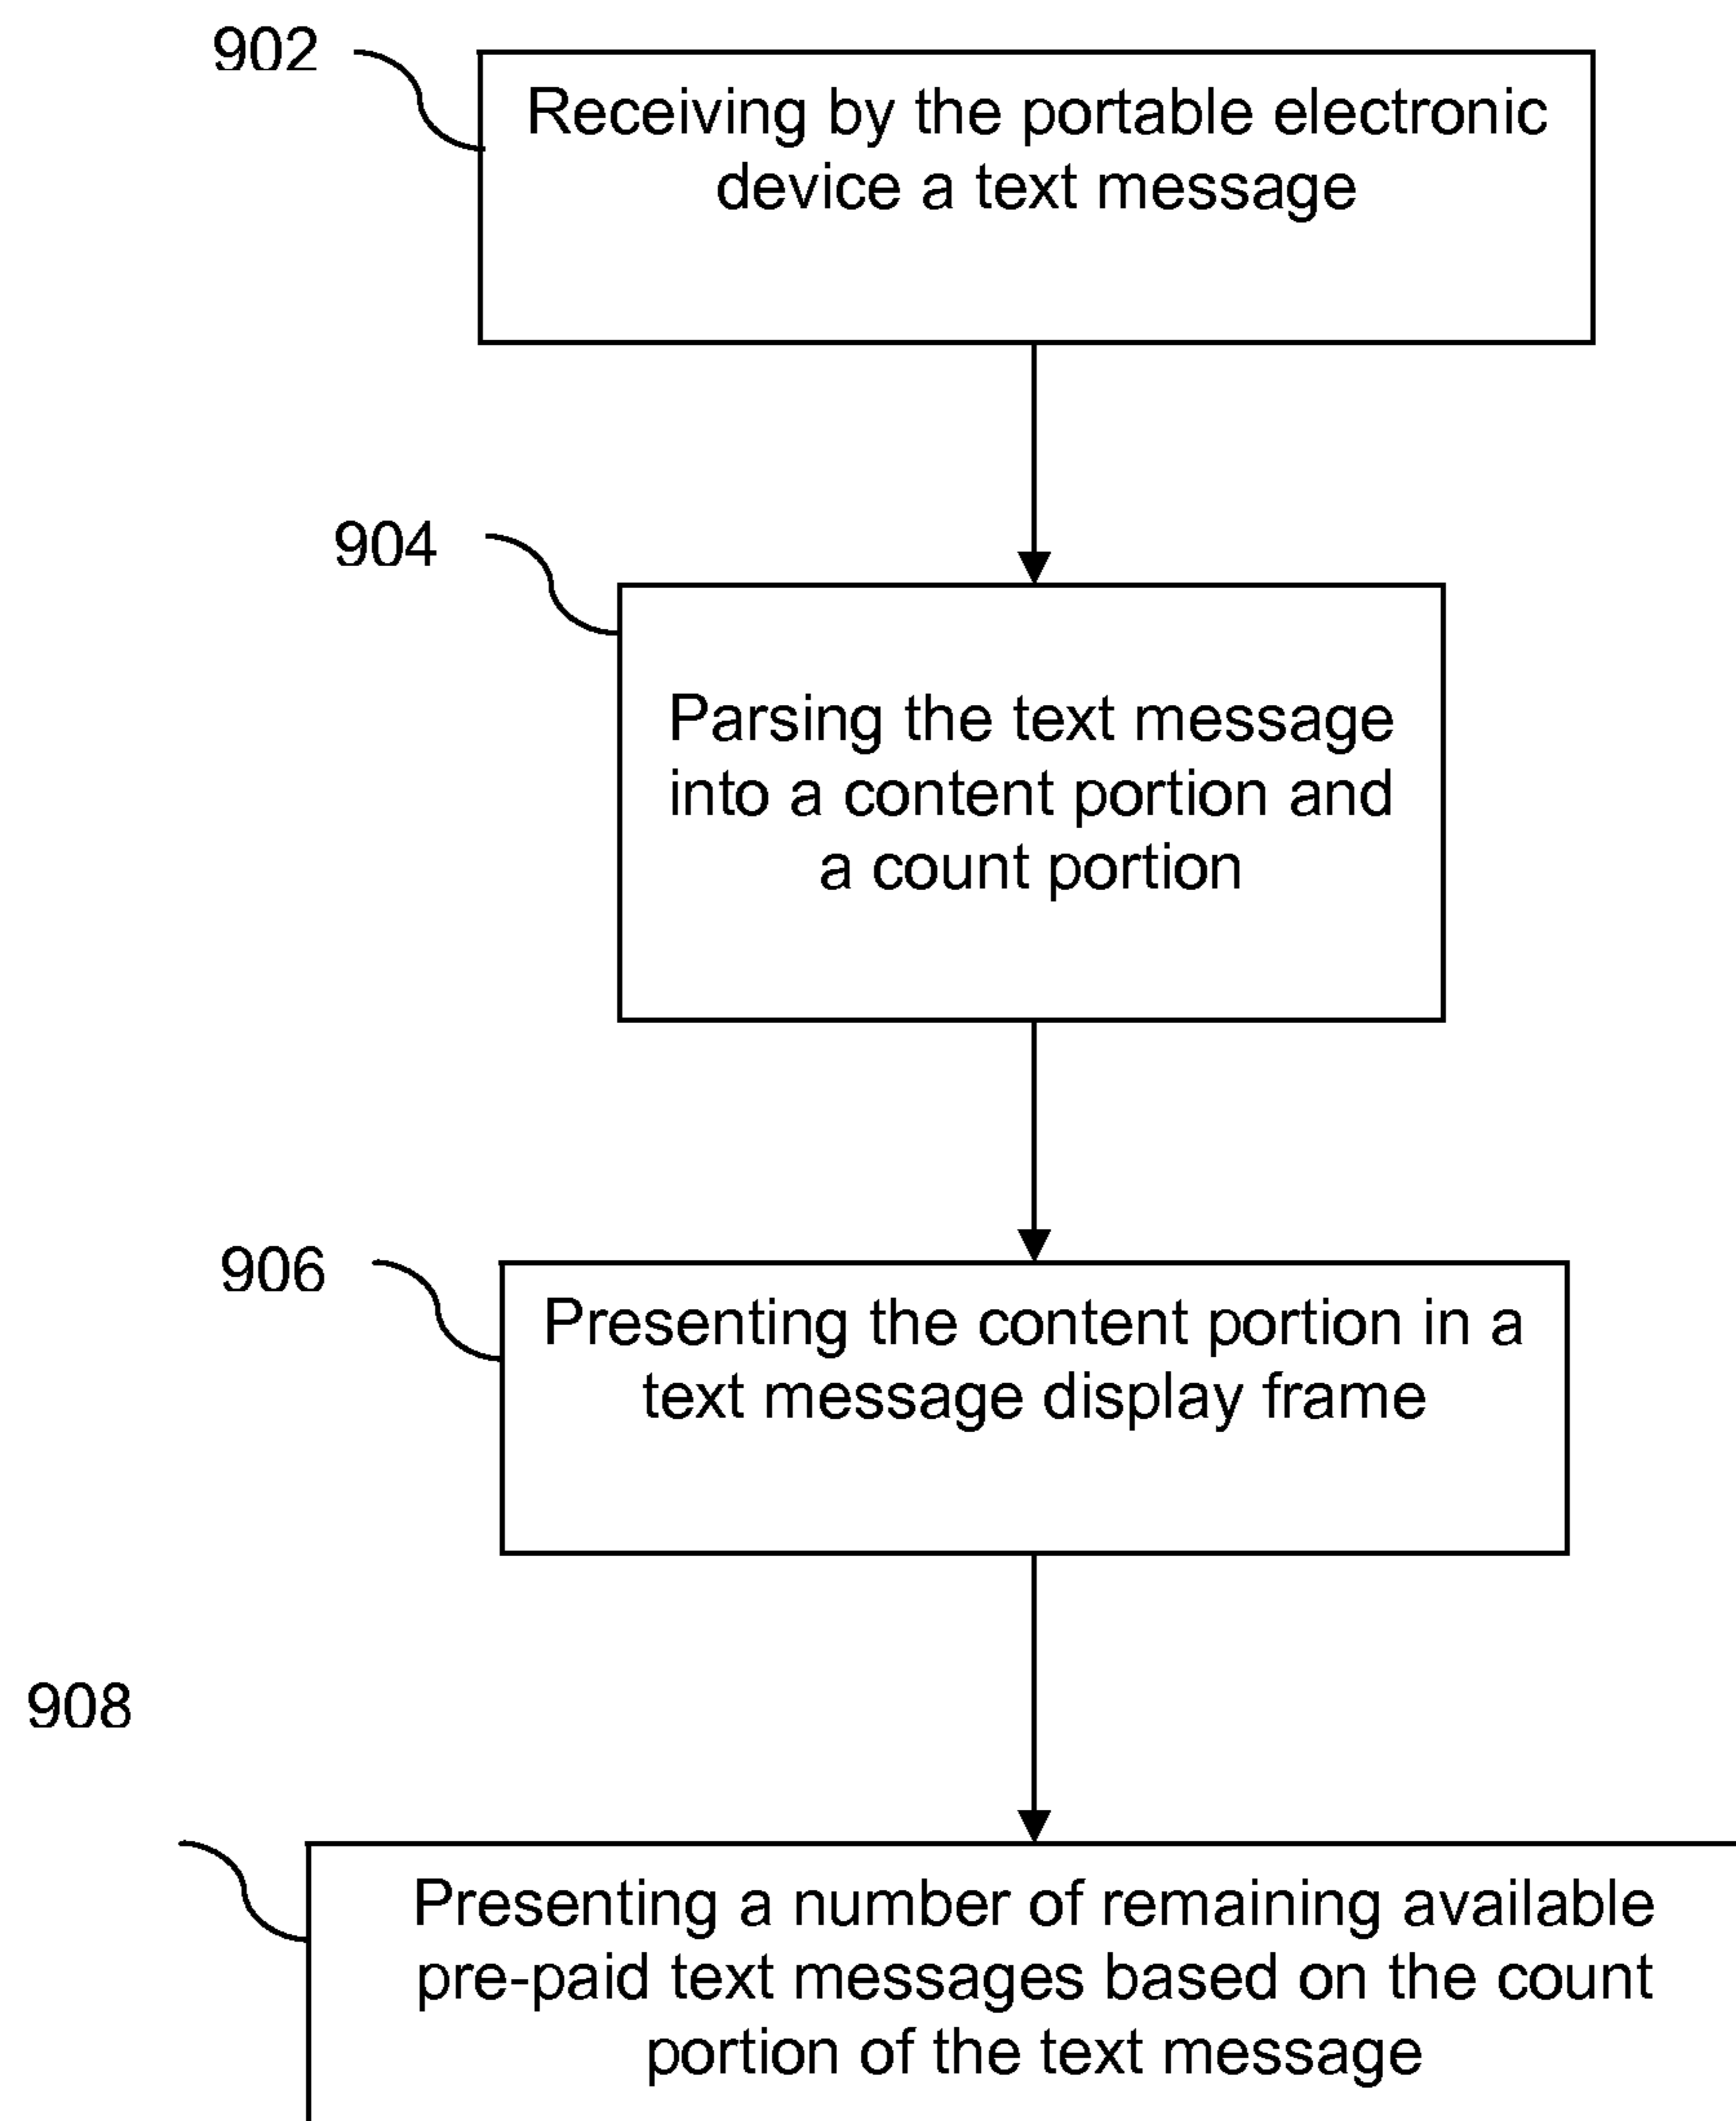 902
Receiving by the portable electronic
device a text message
904
Parsing the text message
into a content portion and
a count portion
906
Presenting the content portion in a
text message display frame
908
Presenting a number of remaining available
pre-paid text messages based on the count
portion of the text message